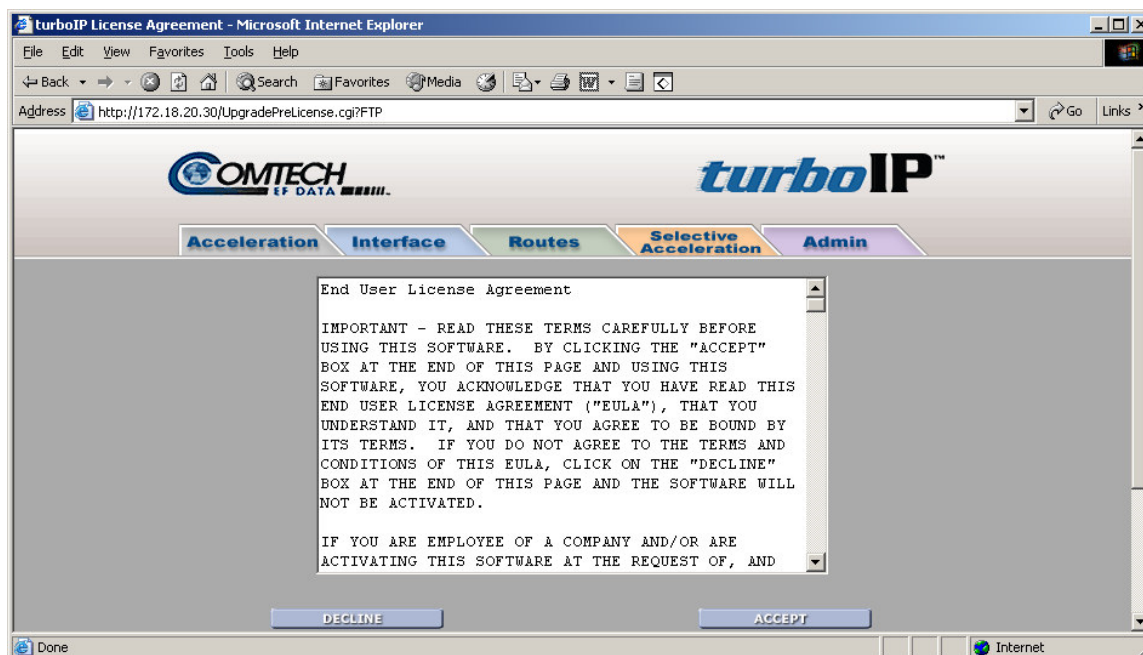 turboIP License Agreement - Microsoft Internet Explorer
File Edit View Favorites Tools Help
Back Search Favorites Media
Address http://172.18.20.30/UpgradePreLicense.cgi?FTP Go Links
COMTECH
EF DATA
turboIP™
Acceleration Interface Routes Selective Acceleration Admin
End User License Agreement
IMPORTANT - READ THESE TERMS CAREFULLY BEFORE
USING THIS SOFTWARE. BY CLICKING THE "ACCEPT"
BOX AT THE END OF THIS PAGE AND USING THIS
SOFTWARE, YOU ACKNOWLEDGE THAT YOU HAVE READ THIS
END USER LICENSE AGREEMENT ("EULA"), THAT YOU
UNDERSTAND IT, AND THAT YOU AGREE TO BE BOUND BY
ITS TERMS. IF YOU DO NOT AGREE TO THE TERMS AND
CONDITIONS OF THIS EULA, CLICK ON THE "DECLINE"
BOX AT THE END OF THIS PAGE AND THE SOFTWARE WILL
NOT BE ACTIVATED.
IF YOU ARE EMPLOYEE OF A COMPANY AND/OR ARE
ACTIVATING THIS SOFTWARE AT THE REQUEST OF, AND
DECLINE ACCEPT
Done Internet